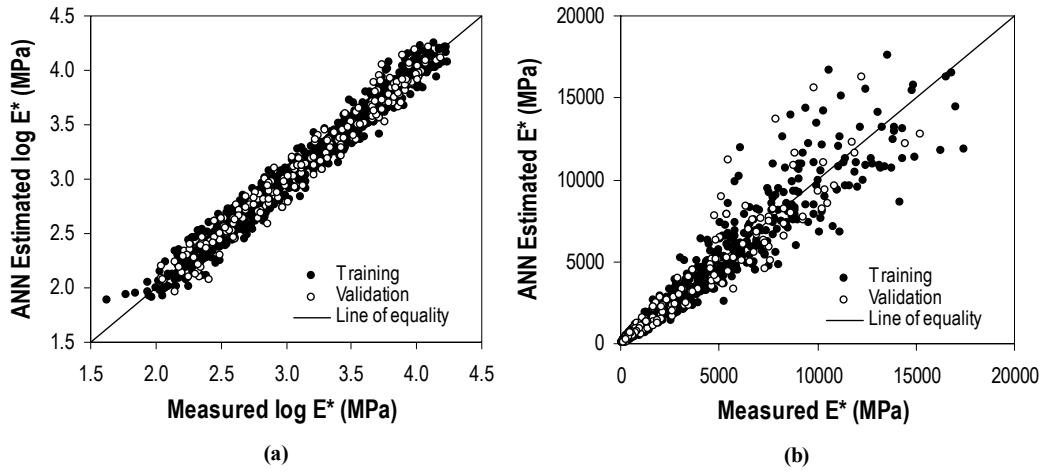 4.5
4.0
3.5
3.0
2.5
2.0
1.5
ANN Estimated log E* (MPa)
Training
Validation
Line of equality
1.5 2.0 2.5 3.0 3.5 4.0 4.5
Measured log E* (MPa)
(a)
20000
15000
10000
5000
0
ANN Estimated E* (MPa)
Training
Validation
Line of equality
0 5000 10000 15000 20000
Measured E* (MPa)
(b)